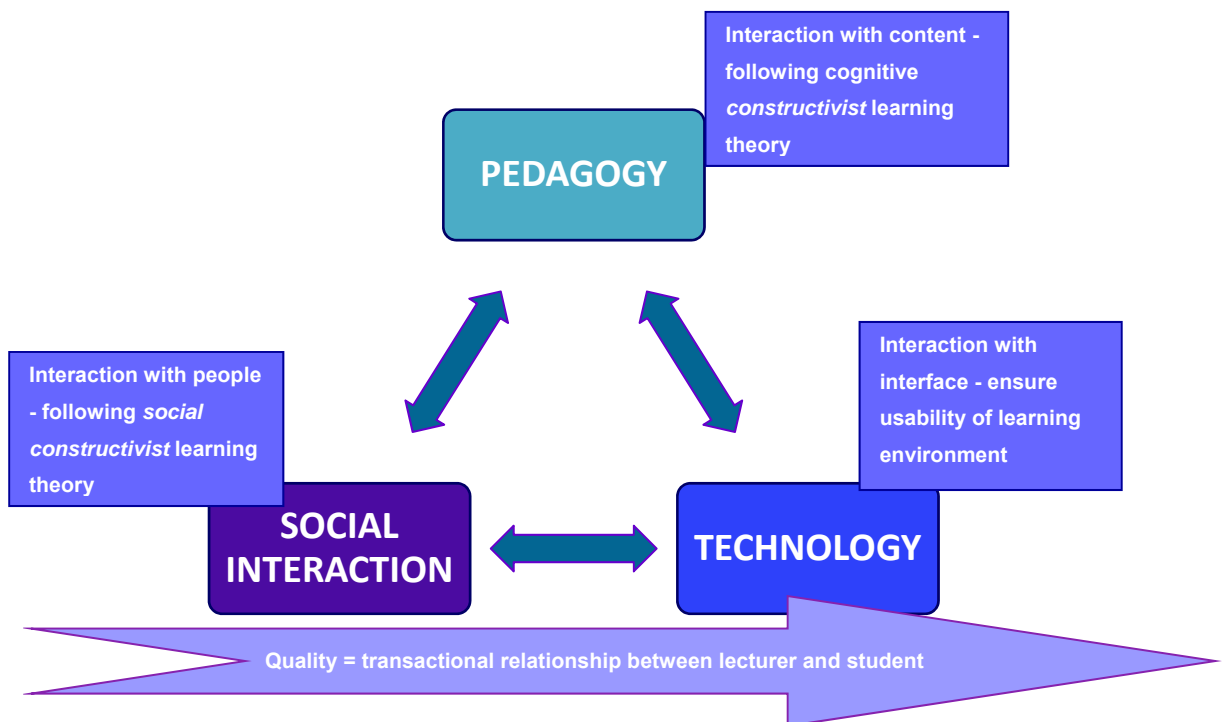 Interaction with content -
following cognitive
constructivist learning
theory
PEDAGOGY
Interaction with people
- following social
constructivist learning
theory
Interaction with
interface - ensure
usability of learning
environment
SOCIAL
INTERACTION
TECHNOLOGY
Quality = transactional relationship between lecturer and student